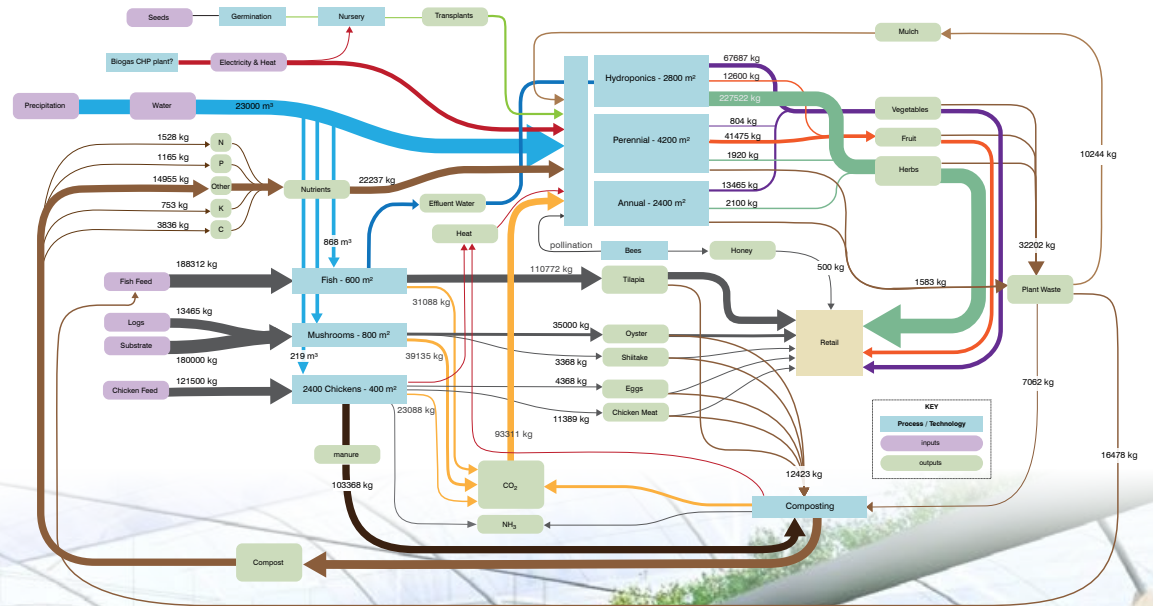 Seeds
Germination
Nursery
Transplants
Mulch
Biogas CHP plant?
Electricity & Heat
Precipitation
Water
23000 m³
Hydroponics - 2800 m²
67687 kg
12600 kg
227522 kg
Perennial - 4200 m²
804 kg
41475 kg
1920 kg
Annual - 2400 m²
13465 kg
2100 kg
Vegetables
Fruit
Herbs
10244 kg
1528 kg
N
1165 kg
P
14955 kg
Other
753 kg
K
3836 kg
C
Nutrients
22237 kg
Effluent Water
Heat
868 m³
pollination
Bees
Honey
500 kg
32202 kg
1583 kg
Plant Waste
Fish Feed
188312 kg
Fish - 600 m²
110772 kg
Tilapia
31088 kg
Logs
13465 kg
Substrate
180000 kg
Mushrooms - 800 m²
35000 kg
Oyster
3368 kg
Shiitake
39135 kg
219 m³
Retail
Chicken Feed
121500 kg
2400 Chickens - 400 m²
4368 kg
Eggs
11389 kg
Chicken Meat
23088 kg
7062 kg
KEY
Process / Technology
inputs
outputs
manure
103368 kg
93311 kg
CO₂
NH₃
12423 kg
Composting
16478 kg
Compost